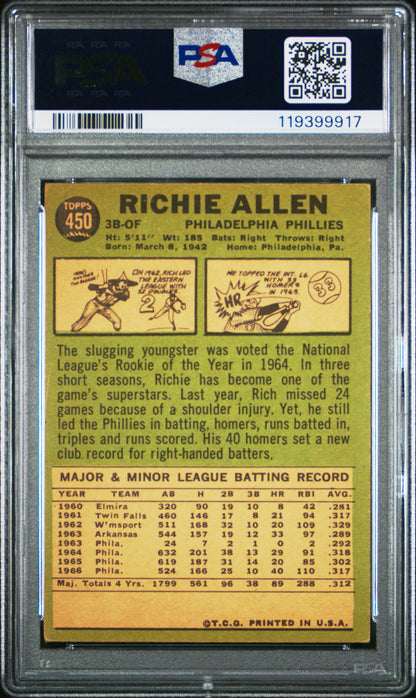 PSA
119399917
TOPPS
450
RICHIE ALLEN
3B-OF PHILADELPHIA PHILLIES
Ht: 5'11" Wt: 185 Bats: Right Throws: Right
Born: March 8, 1942 Home: Philadelphia, Pa.
IN 1962, RICH LED
THE EASTERN
LEAGUE WITH
32 DOUBLES.
2
HE TOPPED THE INT. LG.
WITH 33
HOMERS
IN 1963.
HR
33
The slugging youngster was voted the National
League's Rookie of the Year in 1964. In three
short seasons, Richie has become one of the
game's superstars. Last year, Rich missed 24
games because of a shoulder injury. Yet, he still
led the Phillies in batting, homers, runs batted in,
triples and runs scored. His 40 homers set a new
club record for right-handed batters.
MAJOR & MINOR LEAGUE BATTING RECORD
YEAR TEAM AB H 2B 3B HR RBI AVG.
1960 Elmira 320 90 19 10 8 42 .281
1961 Twin Falls 460 146 17 8 21 94 .317
1962 W'msport 511 168 32 10 20 109 .329
1963 Arkansas 544 157 19 12 33 97 .289
1963 Phila. 24 7 2 1 0 2 .292
1964 Phila. 632 201 38 13 29 91 .318
1965 Phila. 619 187 31 14 20 85 .302
1966 Phila. 524 166 25 10 40 110 .317
Maj. Totals 4 Yrs. 1799 561 96 38 89 288 .312
©T.C.G. PRINTED IN U.S.A.
PSA